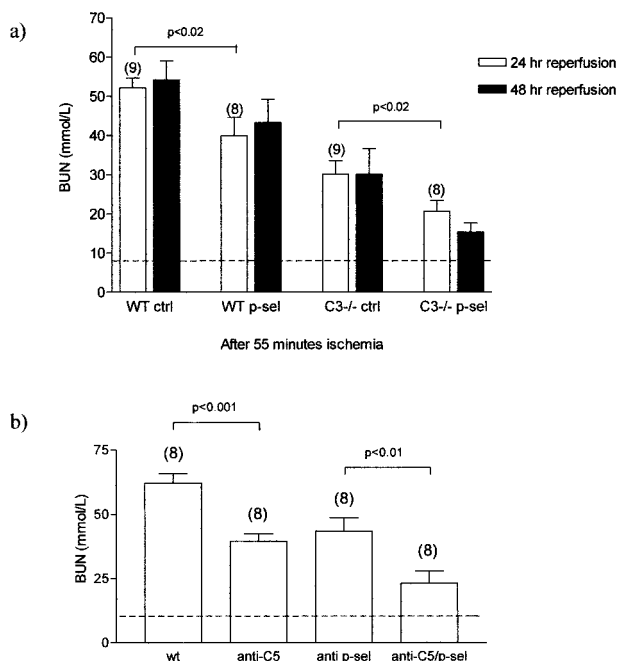 a)
70
60
50
40
30
20
10
0
BUN (mmol/L)
p<0.02
(9)
(8)
p<0.02
(9)
(8)
24 hr reperfusion
48 hr reperfusion
WT ctrl
WT p-sel
C3-/- ctrl
C3-/- p-sel
After 55 minutes ischemia
b)
75
50
25
0
BUN (mmol/L)
p<0.001
(8)
(8)
p<0.01
(8)
(8)
wt
anti-C5
anti p-sel
anti-C5/p-sel